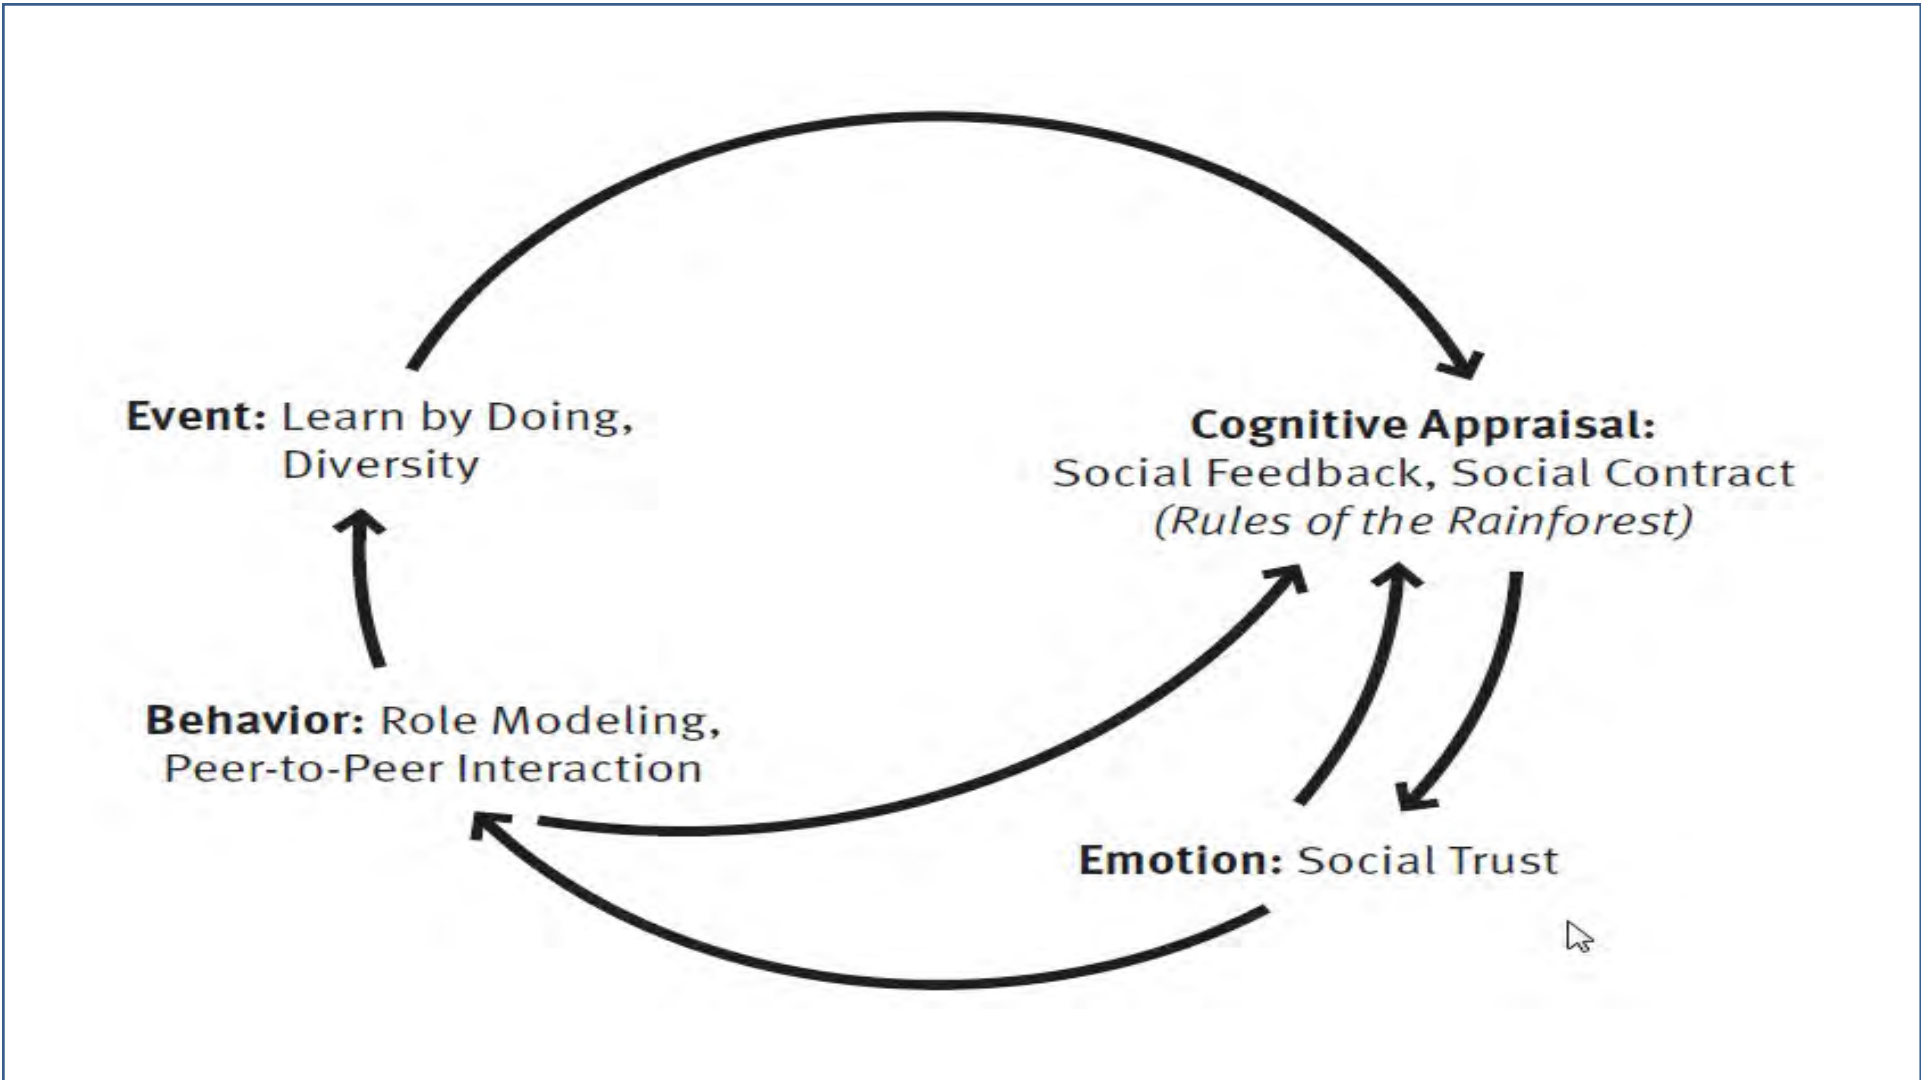 Event: Learn by Doing,
Diversity
Cognitive Appraisal:
Social Feedback, Social Contract
(Rules of the Rainforest)
Behavior: Role Modeling,
Peer-to-Peer Interaction
Emotion: Social Trust